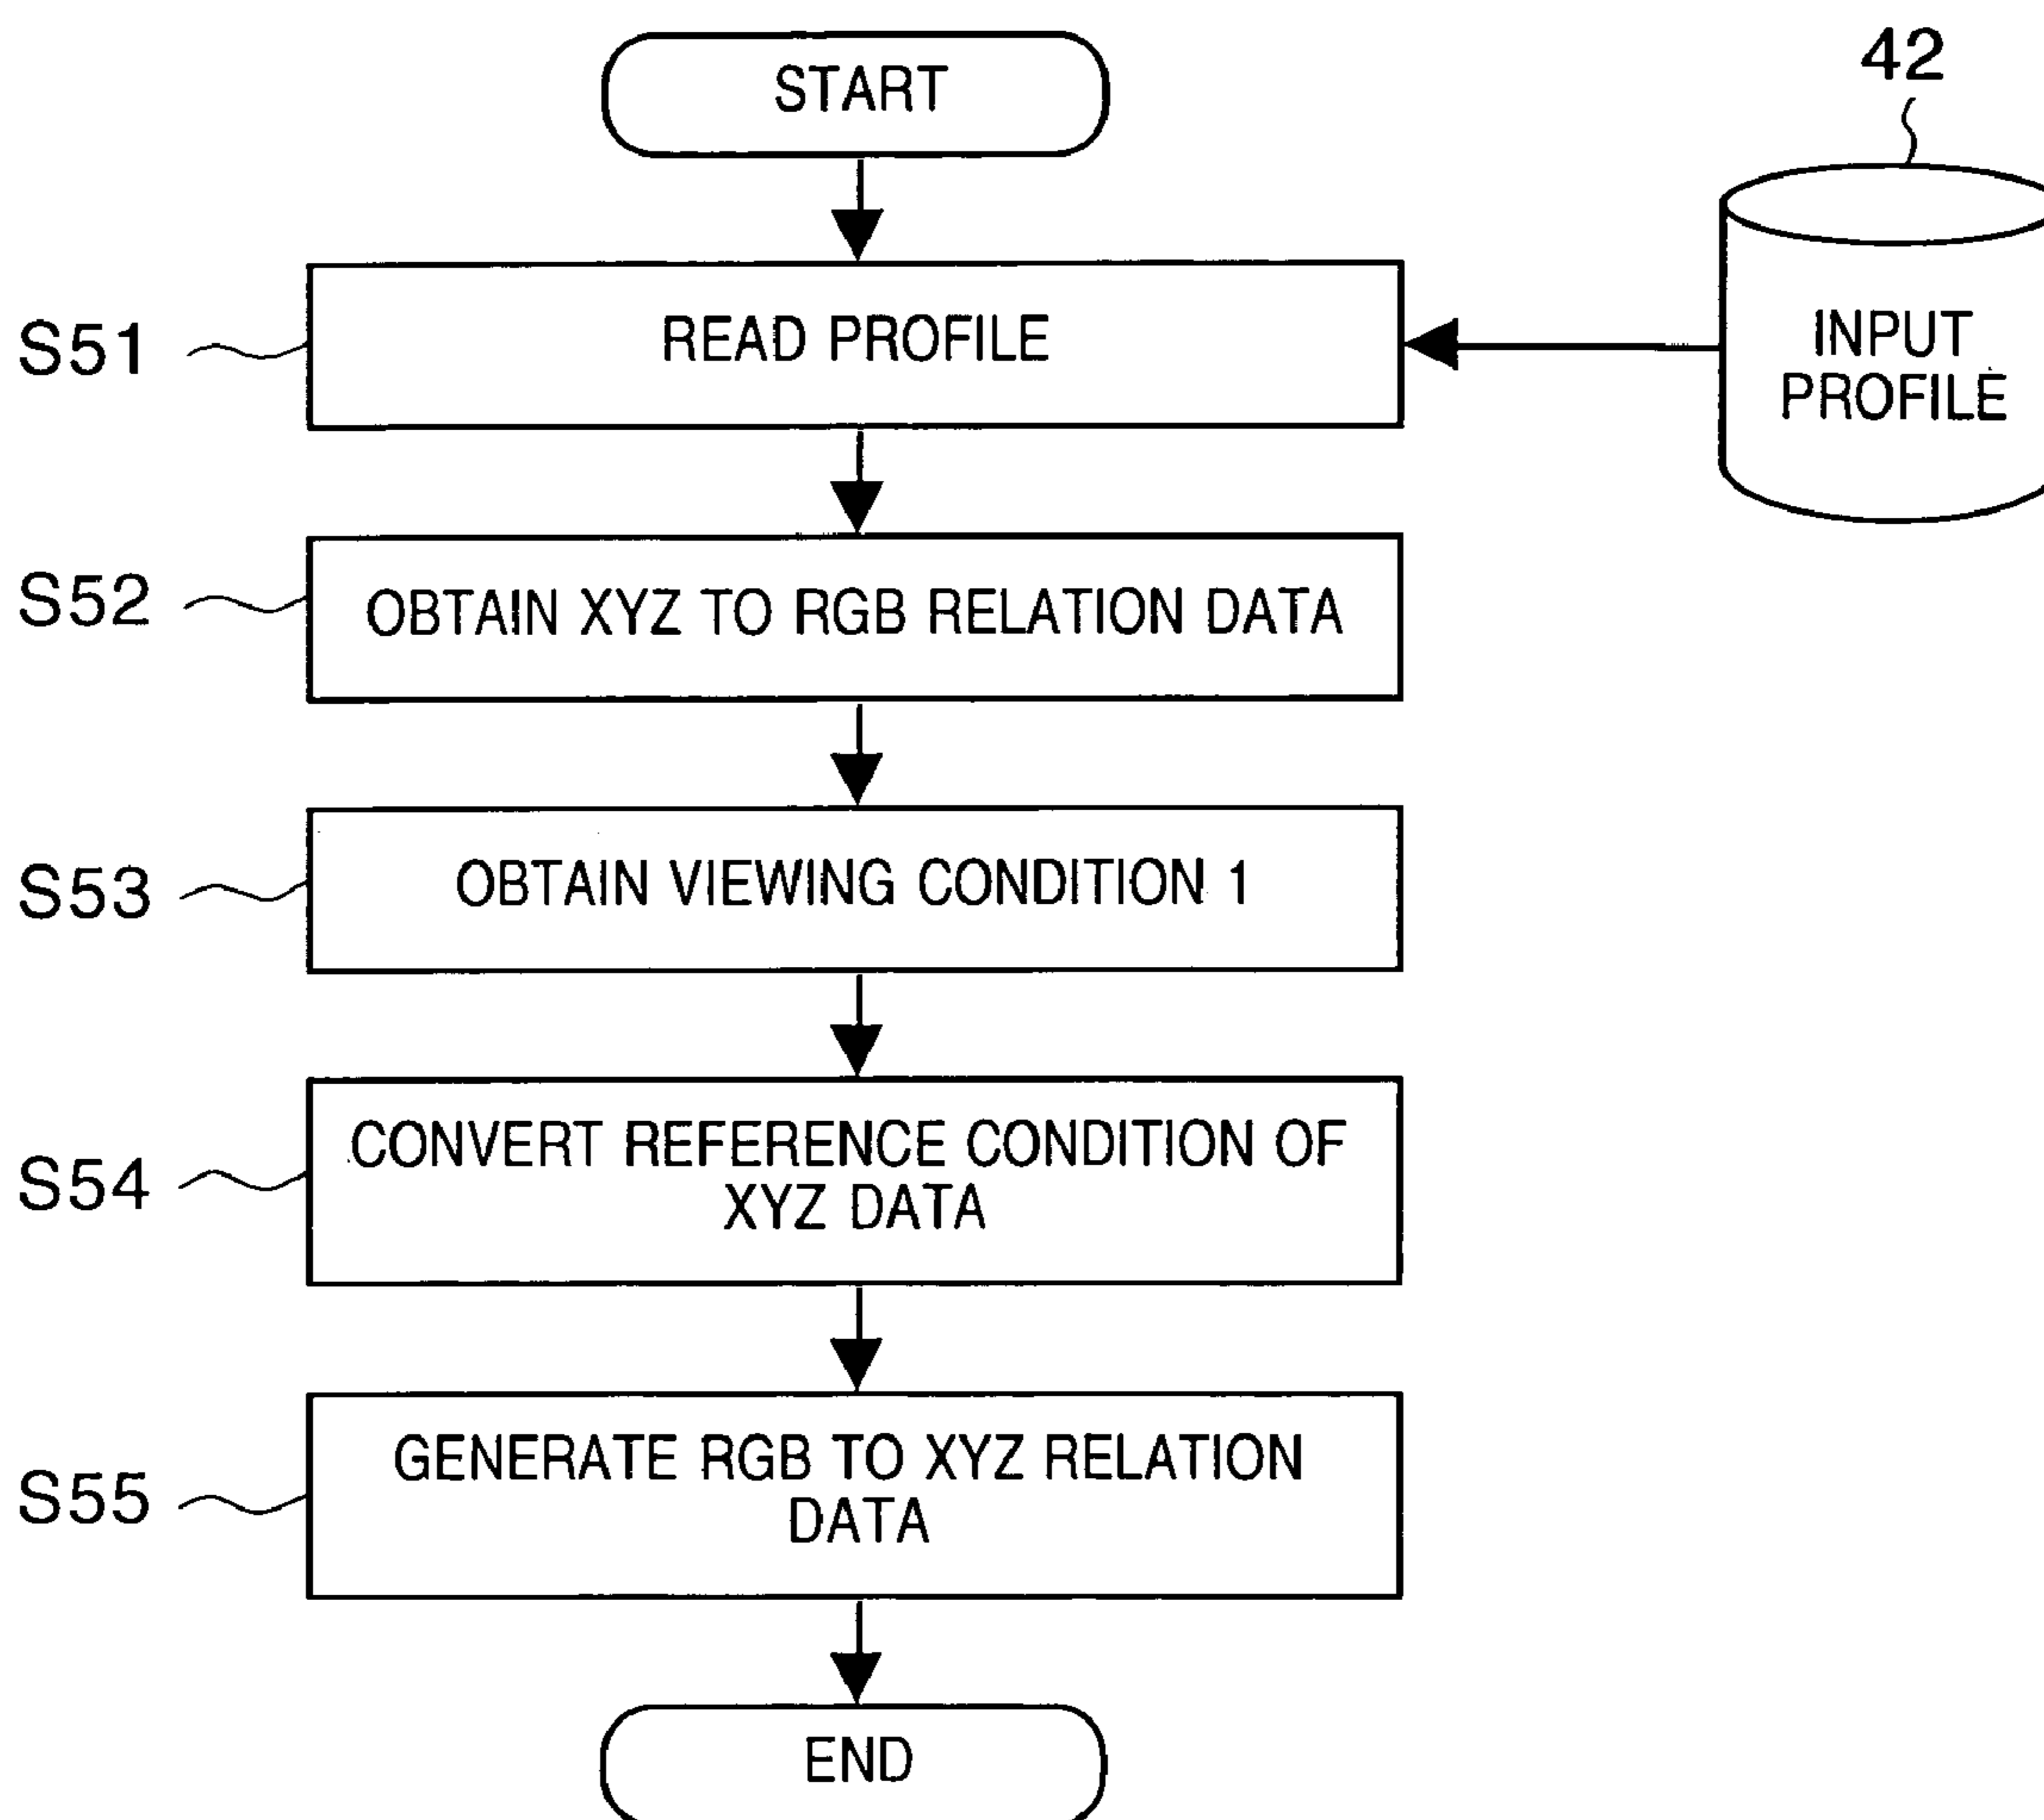 START
42
S51
READ PROFILE
INPUT
PROFILE
S52
OBTAIN XYZ TO RGB RELATION DATA
S53
OBTAIN VIEWING CONDITION 1
S54
CONVERT REFERENCE CONDITION OF
XYZ DATA
S55
GENERATE RGB TO XYZ RELATION
DATA
END